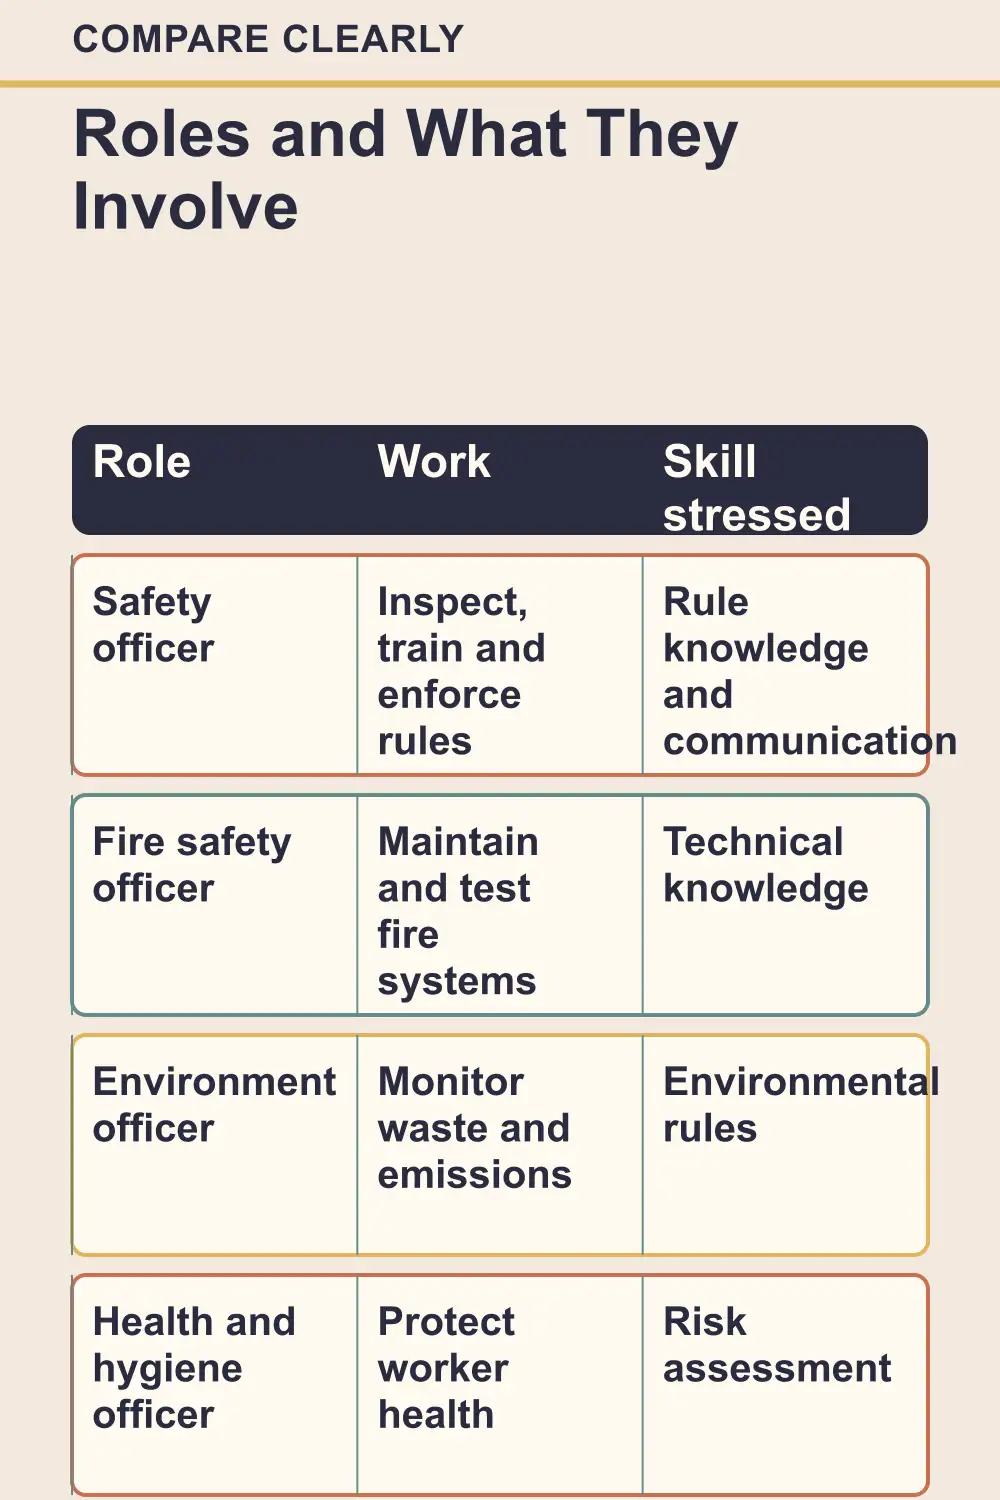 COMPARE CLEARLY
Roles and What They
Involve
Role
Work
Skill
stressed
Safety
officer
Inspect,
train and
enforce
rules
Rule
knowledge
and
communication
Fire safety
officer
Maintain
and test
fire
systems
Technical
knowledge
Environment
officer
Monitor
waste and
emissions
Environmental
rules
Health and
hygiene
officer
Protect
worker
health
Risk
assessment